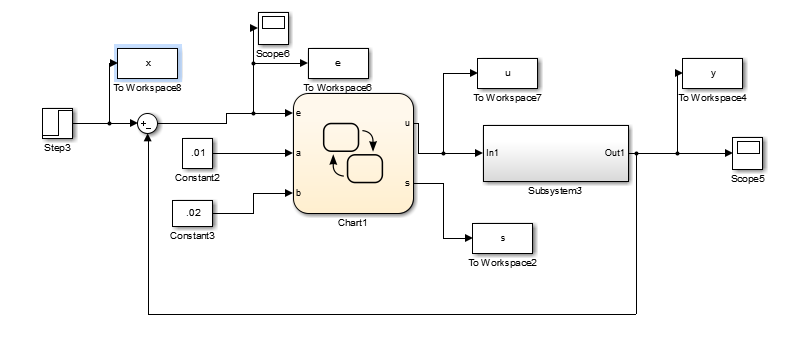 Scope6
x
To Workspace8
e
To Workspace6
u
To Workspace7
y
To Workspace4
Step3
+
−
e
u
.01
Constant2
a
In1
Out1
Subsystem3
Scope5
.02
Constant3
b
s
Chart1
s
To Workspace2